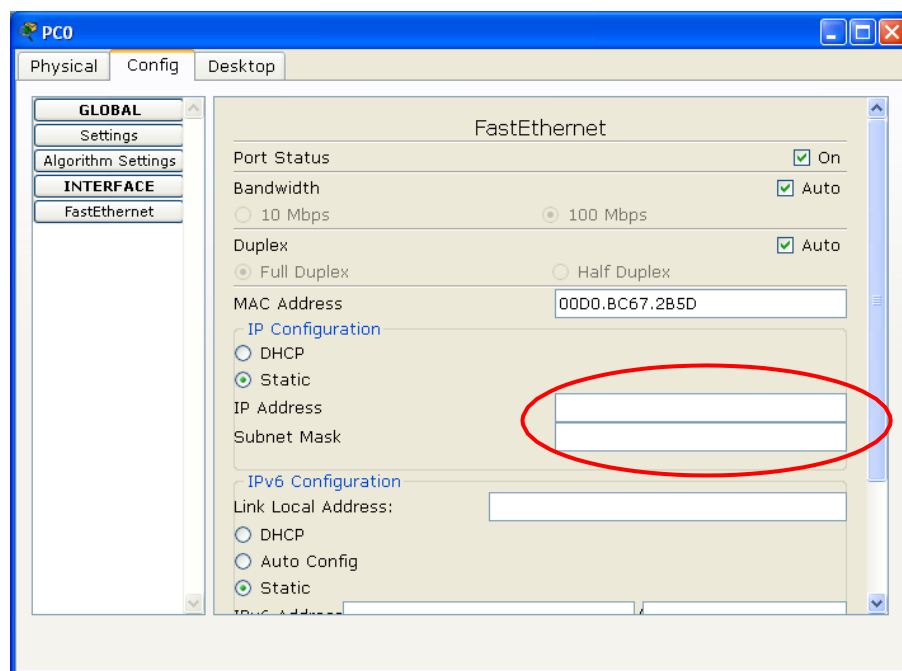 PC0
Physical Config Desktop
GLOBAL
Settings
Algorithm Settings
INTERFACE
FastEthernet
FastEthernet
Port Status On
Bandwidth Auto
10 Mbps 100 Mbps
Duplex Auto
Full Duplex Half Duplex
MAC Address 00D0.BC67.2B5D
IP Configuration
DHCP
Static
IP Address
Subnet Mask
IPv6 Configuration
Link Local Address:
DHCP
Auto Config
Static
IPv6 Address /